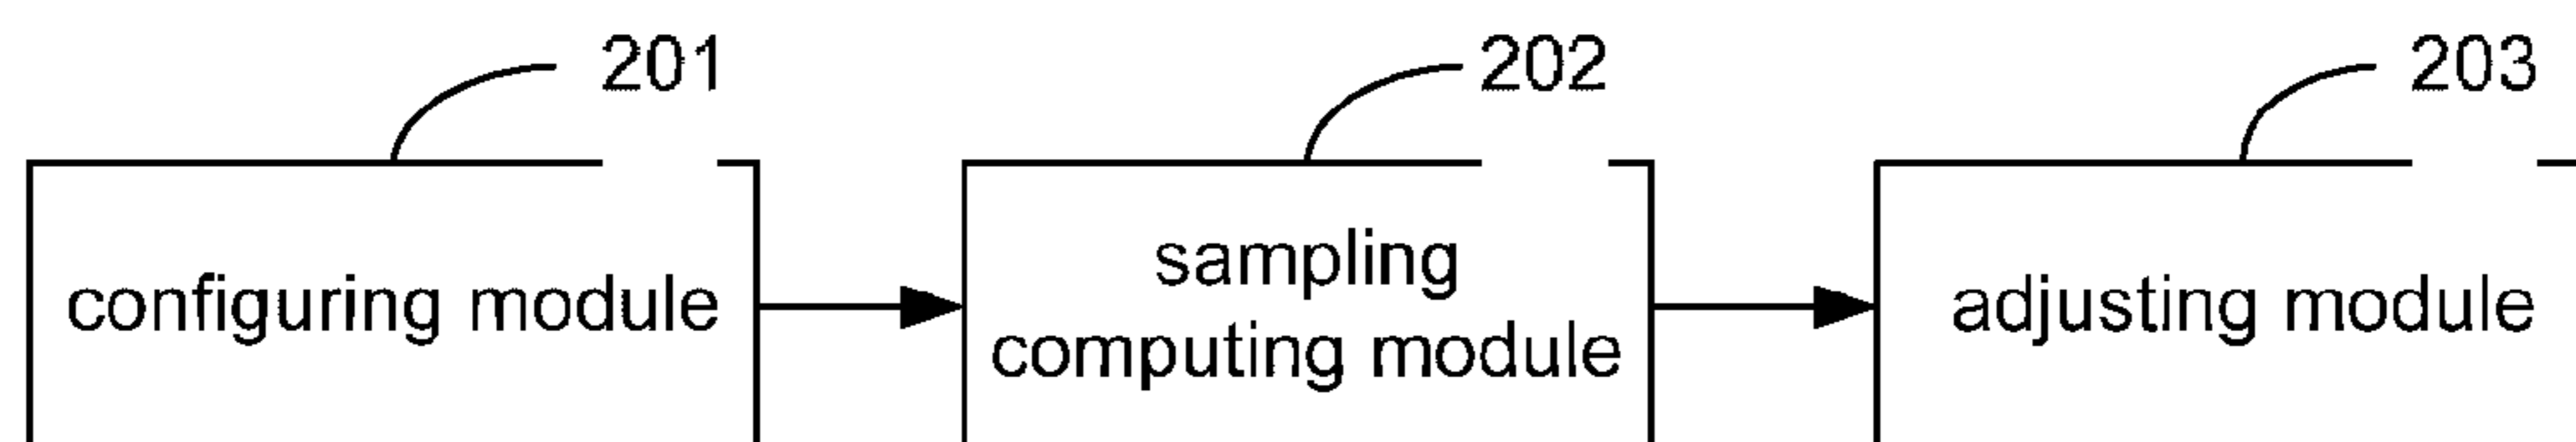 201
202
203
configuring module
sampling
computing module
adjusting module